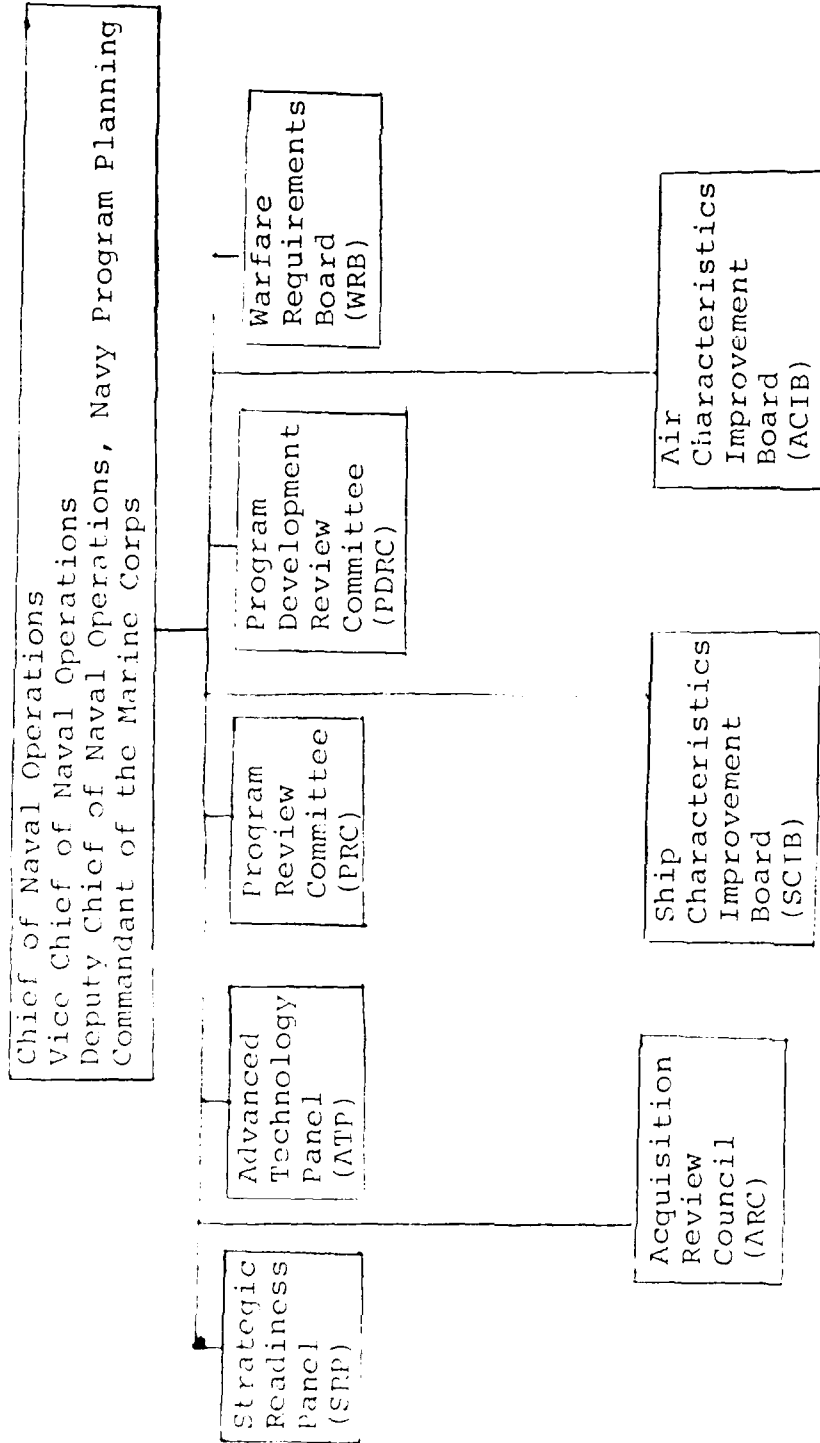 Chief of Naval Operations
Vice Chief of Naval Operations
Deputy Chief of Naval Operations, Navy Program Planning
Commandant of the Marine Corps
Strategic
Readiness
Panel
(SRP)
Advanced
Technology
Panel
(ATP)
Program
Review
Committee
(PRC)
Program
Development
Review
Committee
(PDRC)
Warfare
Requirements
Board
(WRB)
Acquisition
Review
Council
(ARC)
Ship
Characteristics
Improvement
Board
(SCIB)
Air
Characteristics
Improvement
Board
(ACIB)